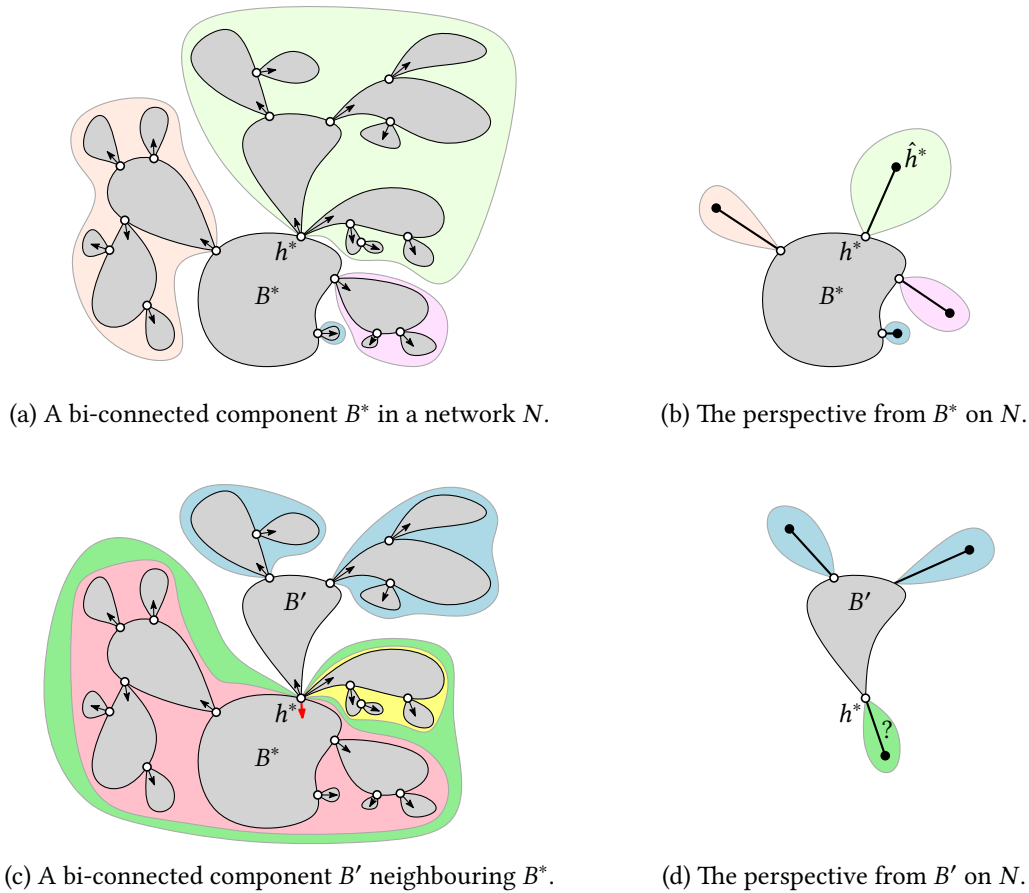 ĥ*
h*
h*
B*
B*
(a) A bi-connected component B* in a network N.
(b) The perspective from B* on N.
B′
B′
h*
h*
?
B*
(c) A bi-connected component B′ neighbouring B*.
(d) The perspective from B′ on N.